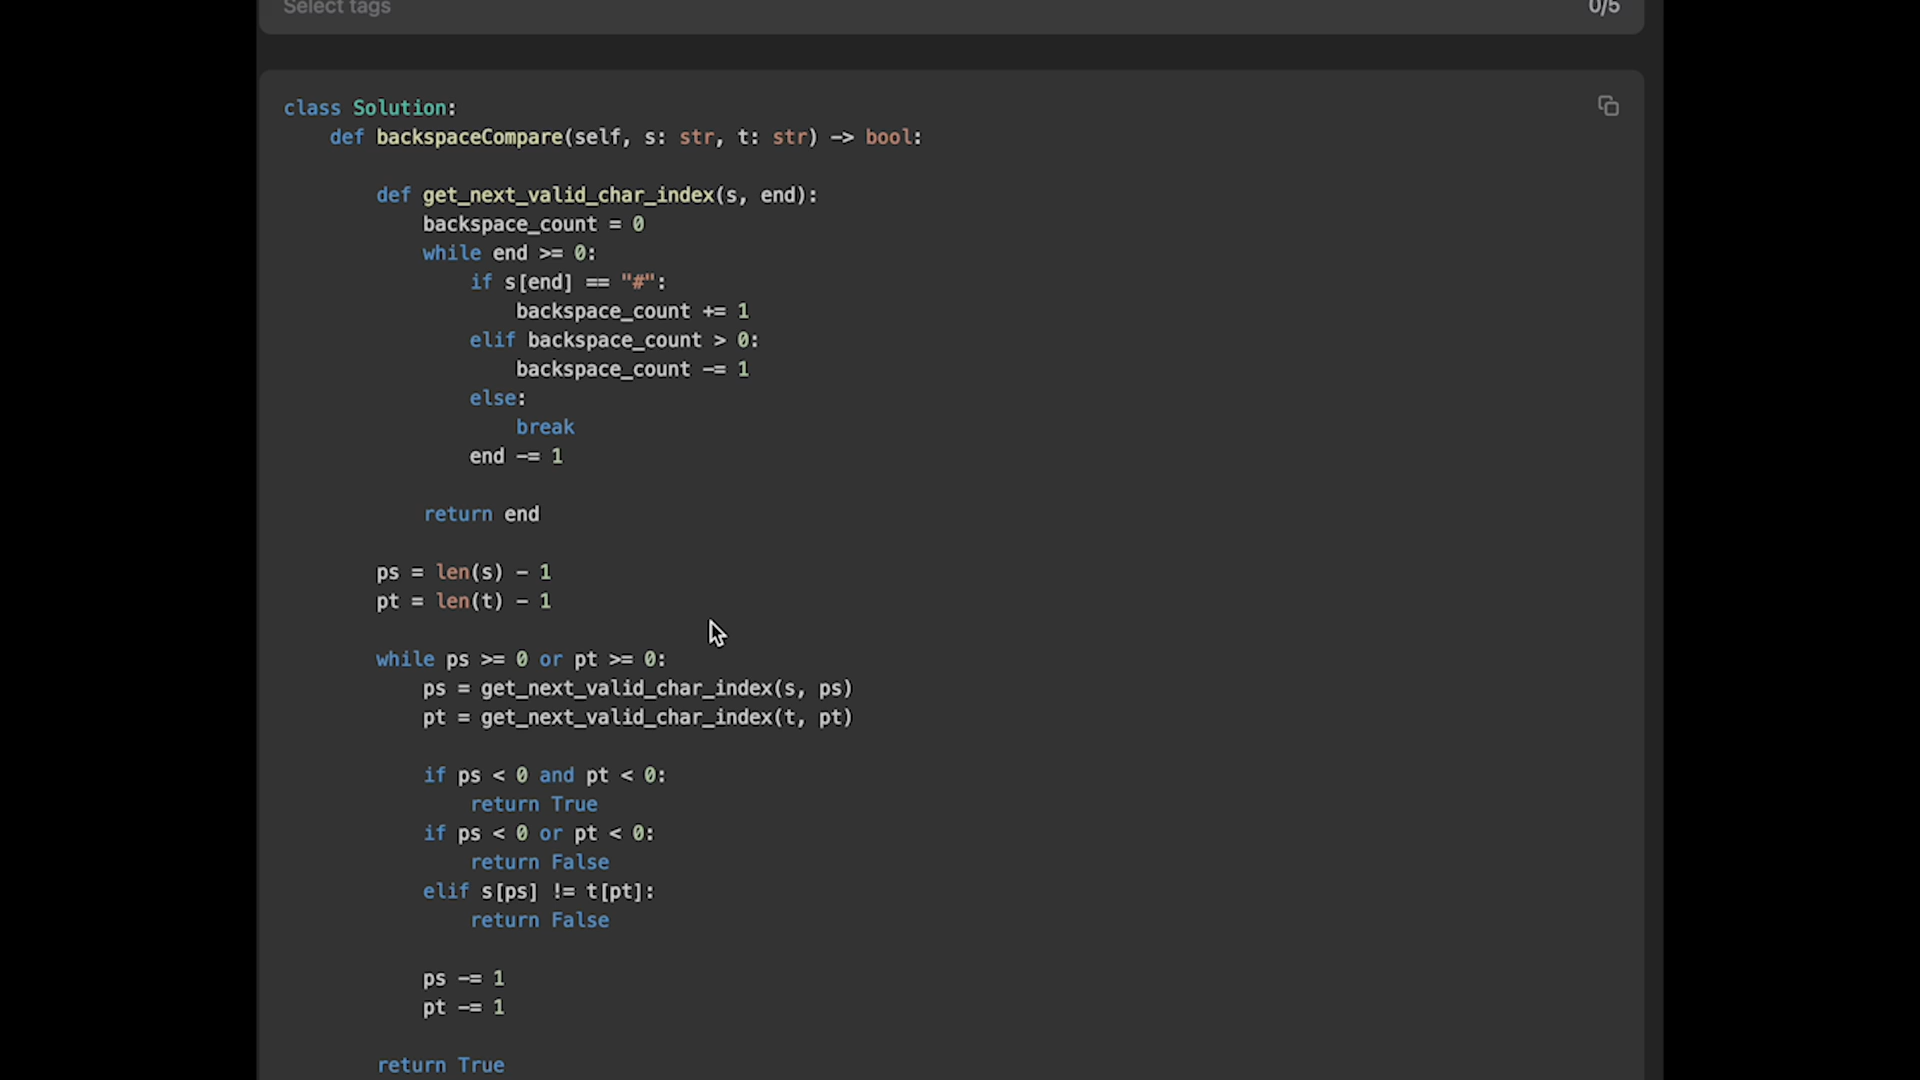 Select tags 0/5
class Solution:
    def backspaceCompare(self, s: str, t: str) -> bool:
        def get_next_valid_char_index(s, end):
            backspace_count = 0
            while end >= 0:
                if s[end] == "#":
                    backspace_count += 1
                elif backspace_count > 0:
                    backspace_count -= 1
                else:
                    break
                end -= 1
            return end
        ps = len(s) - 1
        pt = len(t) - 1
        while ps >= 0 or pt >= 0:
            ps = get_next_valid_char_index(s, ps)
            pt = get_next_valid_char_index(t, pt)
            if ps < 0 and pt < 0:
                return True
            if ps < 0 or pt < 0:
                return False
            elif s[ps] != t[pt]:
                return False
            ps -= 1
            pt -= 1
        return True